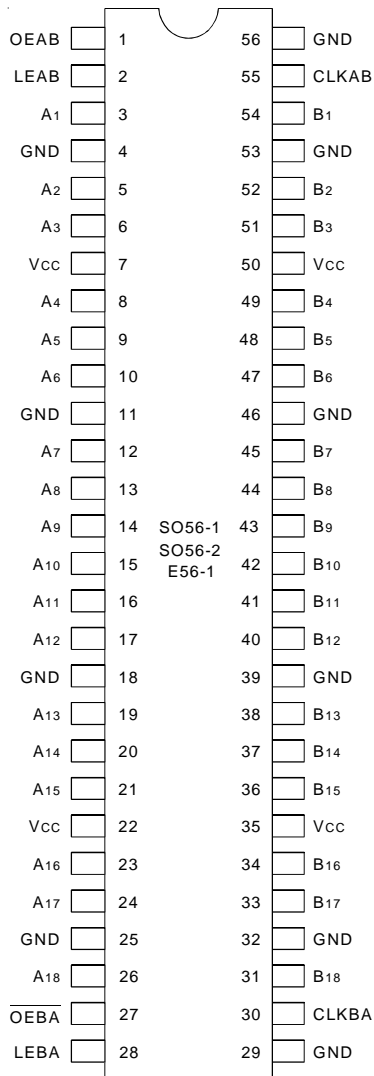 OEAB 1 56 GND
LEAB 2 55 CLKAB
A1 3 54 B1
GND 4 53 GND
A2 5 52 B2
A3 6 51 B3
VCC 7 50 VCC
A4 8 49 B4
A5 9 48 B5
A6 10 47 B6
GND 11 46 GND
A7 12 45 B7
A8 13 44 B8
A9 14 SO56-1 43 B9
SO56-2
A10 15 E56-1 42 B10
A11 16 41 B11
A12 17 40 B12
GND 18 39 GND
A13 19 38 B13
A14 20 37 B14
A15 21 36 B15
VCC 22 35 VCC
A16 23 34 B16
A17 24 33 B17
GND 25 32 GND
A18 26 31 B18
O̅E̅B̅A̅ 27 30 CLKBA
LEBA 28 29 GND